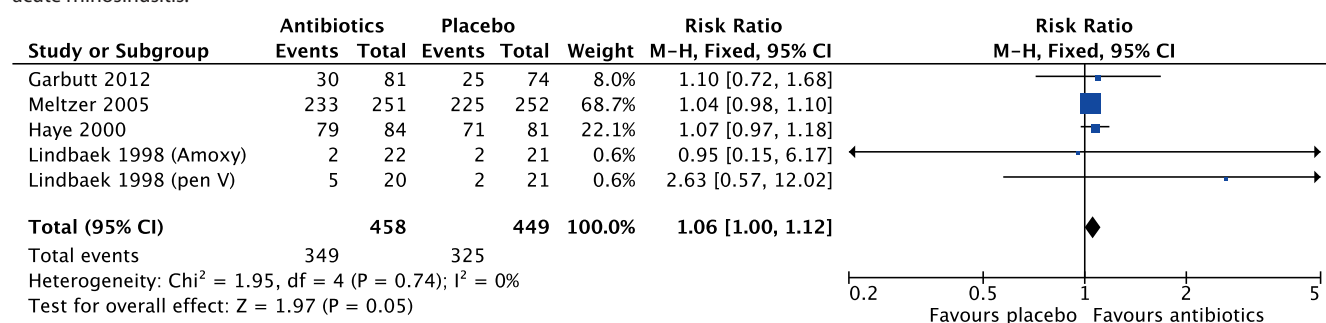 acute rhinosinusitis.
Antibiotics Placebo Risk Ratio Risk Ratio
Study or Subgroup Events Total Events Total Weight M-H, Fixed, 95% CI M-H, Fixed, 95% CI
Garbutt 2012 30 81 25 74 8.0% 1.10 [0.72, 1.68]
Meltzer 2005 233 251 225 252 68.7% 1.04 [0.98, 1.10]
Haye 2000 79 84 71 81 22.1% 1.07 [0.97, 1.18]
Lindbaek 1998 (Amoxy) 2 22 2 21 0.6% 0.95 [0.15, 6.17]
Lindbaek 1998 (pen V) 5 20 2 21 0.6% 2.63 [0.57, 12.02]
Total (95% CI) 458 449 100.0% 1.06 [1.00, 1.12]
Total events 349 325
Heterogeneity: Chi² = 1.95, df = 4 (P = 0.74); I² = 0%
Test for overall effect: Z = 1.97 (P = 0.05)
0.2 0.5 1 2 5
Favours placebo Favours antibiotics